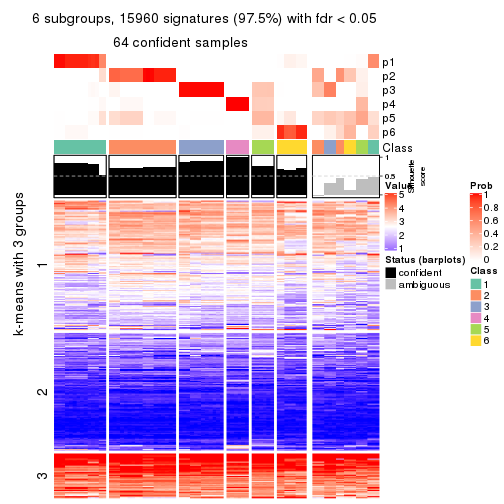 6 subgroups, 15960 signatures (97.5%) with fdr < 0.05
64 confident samples
p1
p2
p3
p4
p5
p6
Class
1
0.5
0
Silhouette
score
k-means with 3 groups
1
2
3
Value
5
4
3
2
1
Status (barplots)
confident
ambiguous
Prob
1
0.8
0.6
0.4
0.2
0
Class
1
2
3
4
5
6